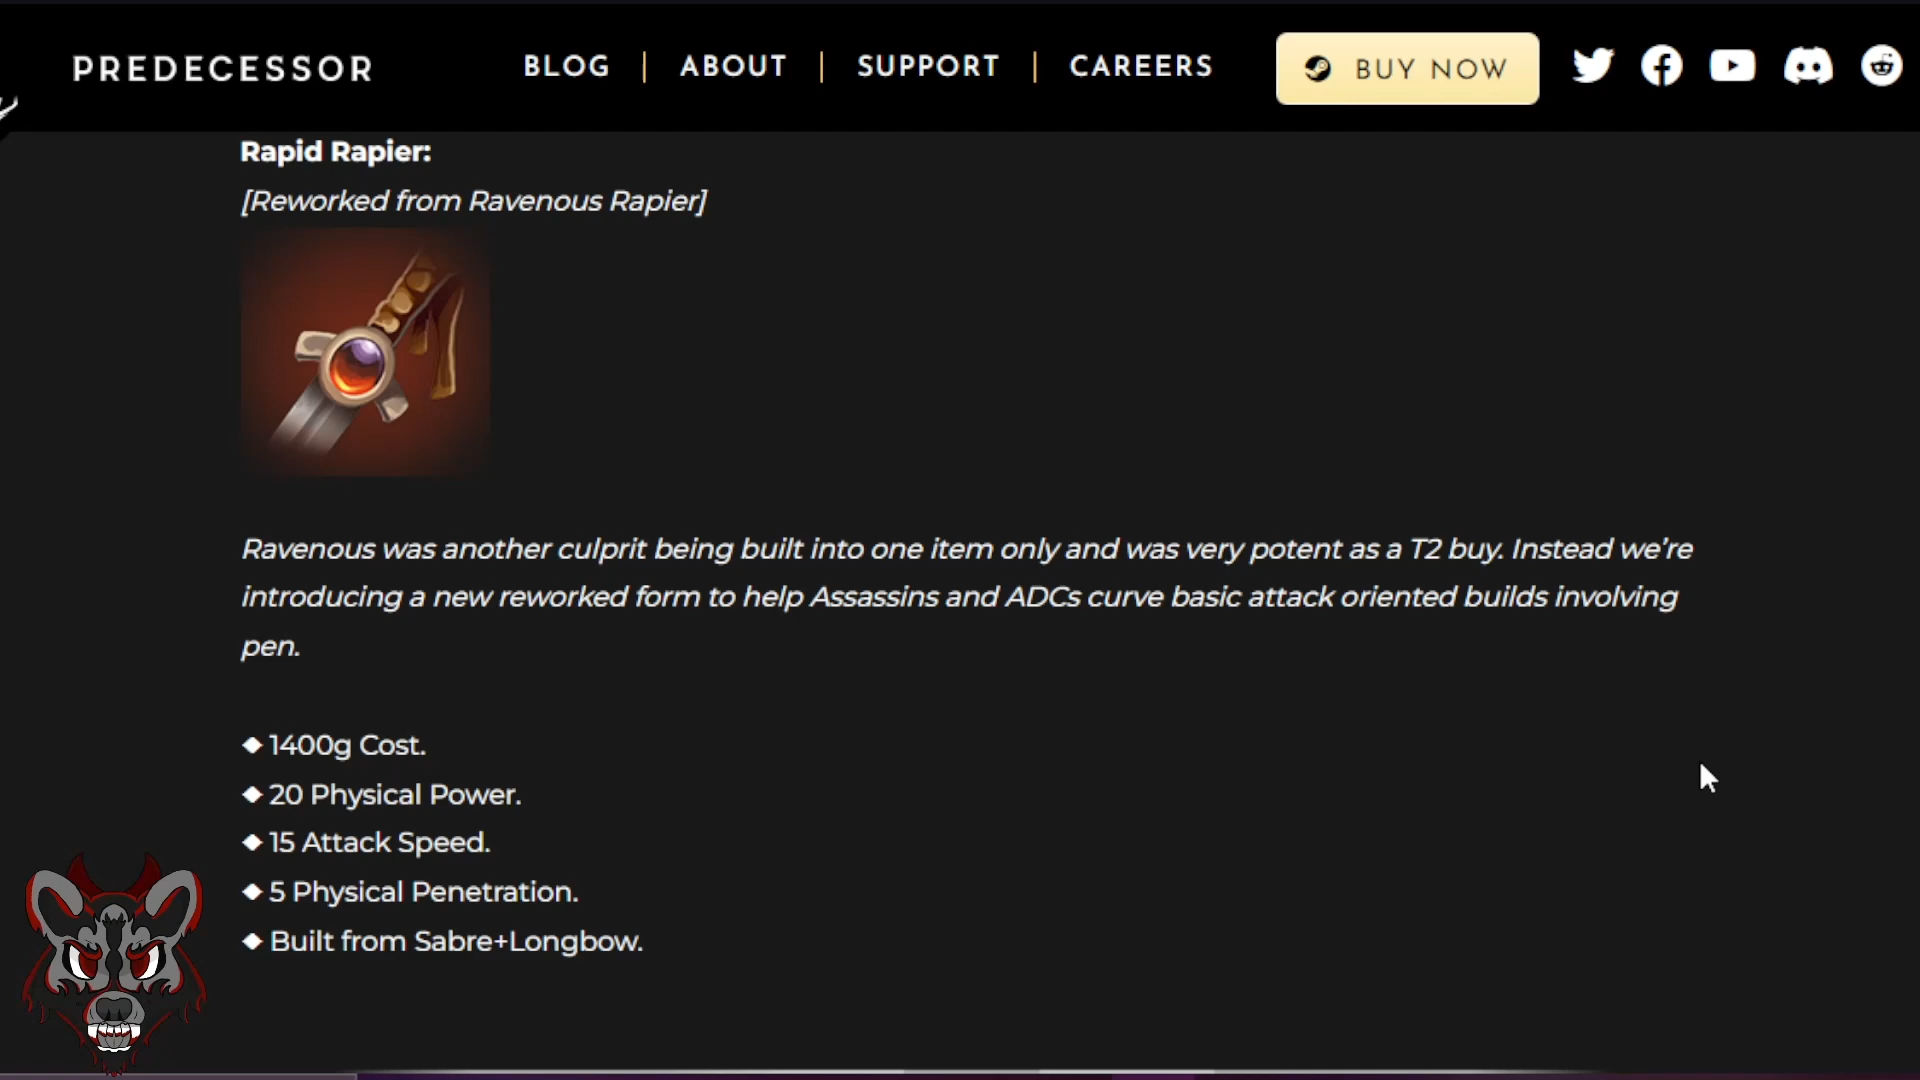 PREDECESSOR
BLOG | ABOUT | SUPPORT | CAREERS
BUY NOW
Rapid Rapier:
[Reworked from Ravenous Rapier]
Ravenous was another culprit being built into one item only and was very potent as a T2 buy. Instead we're
introducing a new reworked form to help Assassins and ADCs curve basic attack oriented builds involving
pen.
◆ 1400g Cost.
◆ 20 Physical Power.
◆ 15 Attack Speed.
◆ 5 Physical Penetration.
◆ Built from Sabre+Longbow.